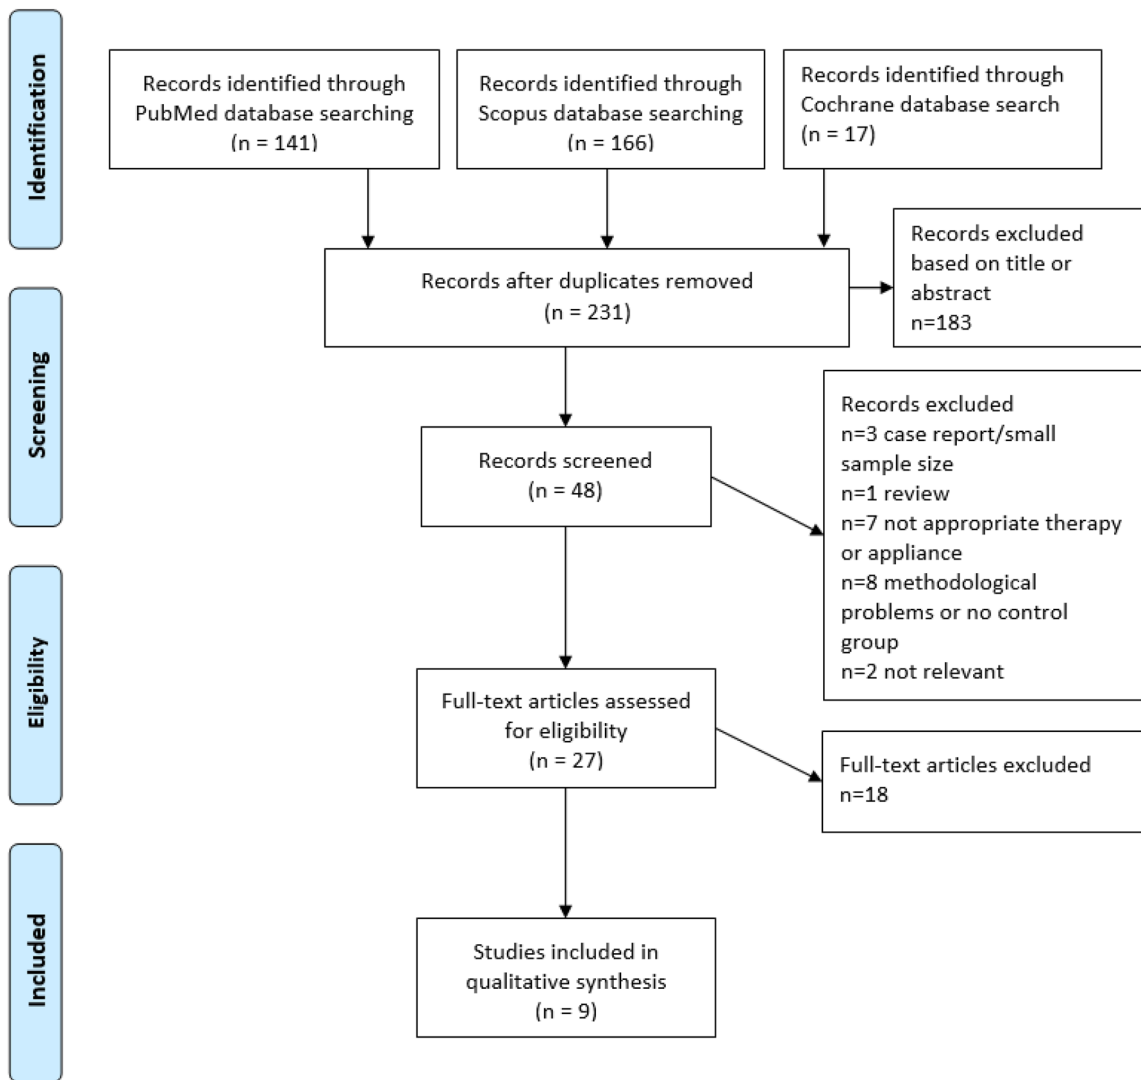 Identification
Records identified through
PubMed database searching
(n = 141)
Records identified through
Scopus database searching
(n = 166)
Records identified through
Cochrane database search
(n = 17)
Records after duplicates removed
(n = 231)
Records excluded
based on title or
abstract
n=183
Screening
Records screened
(n = 48)
Records excluded
n=3 case report/small
sample size
n=1 review
n=7 not appropriate therapy
or appliance
n=8 methodological
problems or no control
group
n=2 not relevant
Eligibility
Full-text articles assessed
for eligibility
(n = 27)
Full-text articles excluded
n=18
Included
Studies included in
qualitative synthesis
(n = 9)